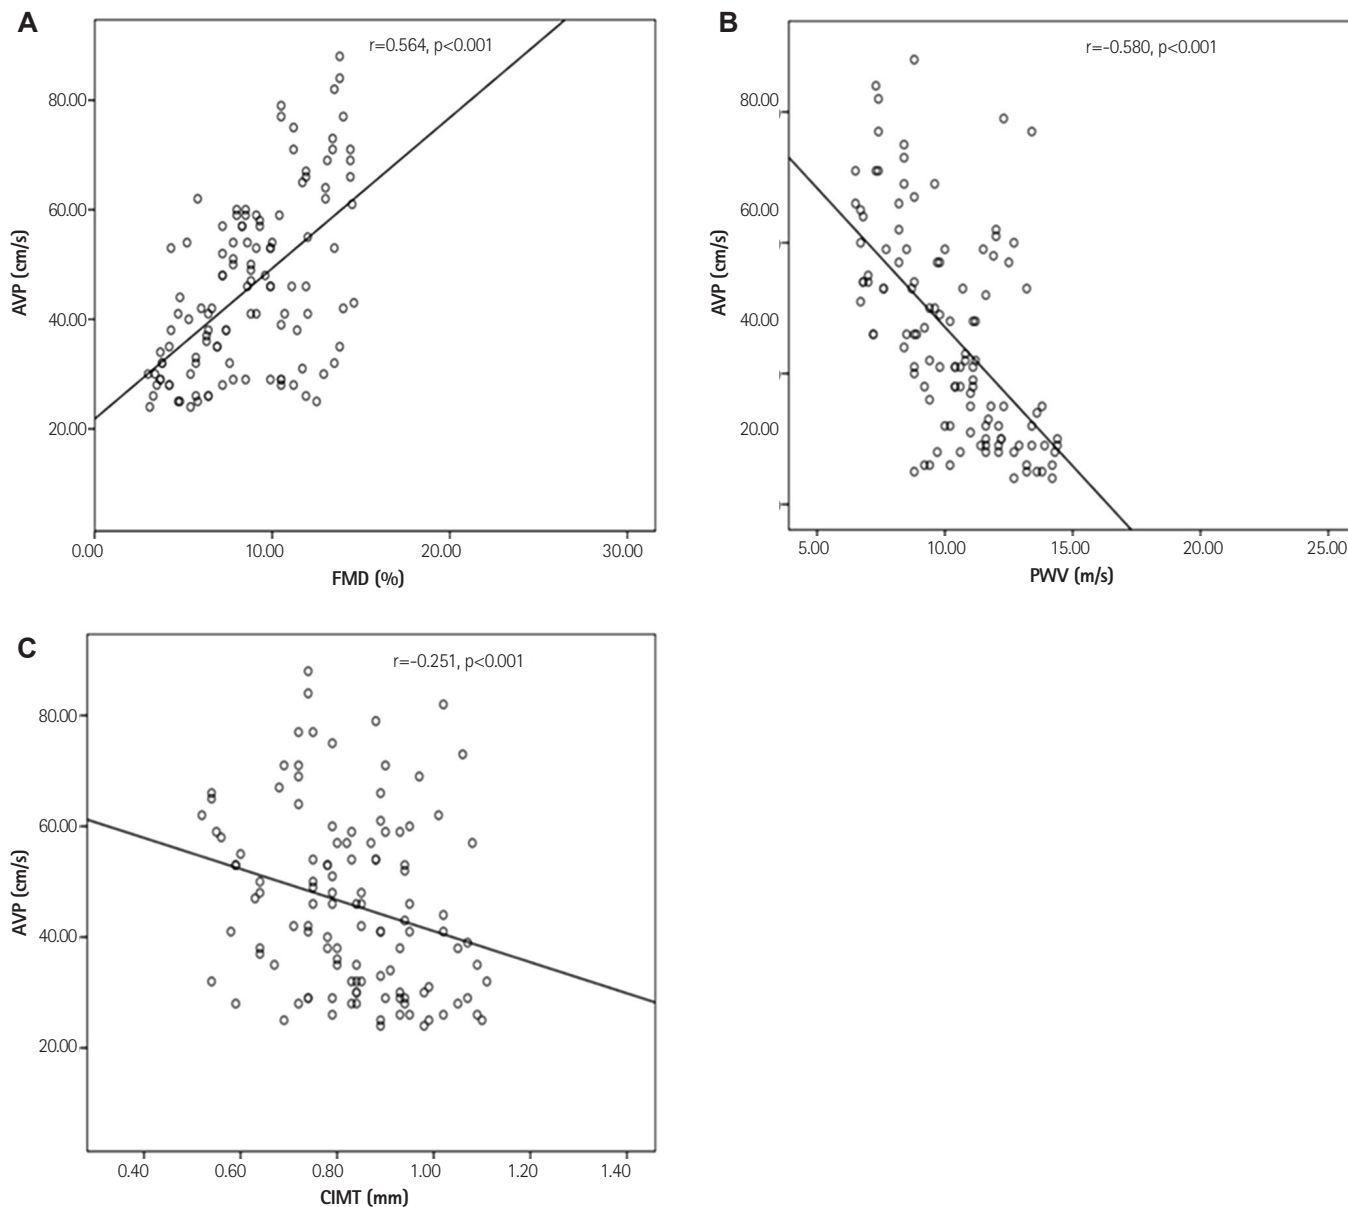 A
r=0.564, p<0.001
80.00
60.00
40.00
20.00
AVP (cm/s)
0.00 10.00 20.00 30.00
FMD (%)
B
r=-0.580, p<0.001
80.00
60.00
40.00
20.00
AVP (cm/s)
5.00 10.00 15.00 20.00 25.00
PWV (m/s)
C
r=-0.251, p<0.001
80.00
60.00
40.00
20.00
AVP (cm/s)
0.40 0.60 0.80 1.00 1.20 1.40
CIMT (mm)